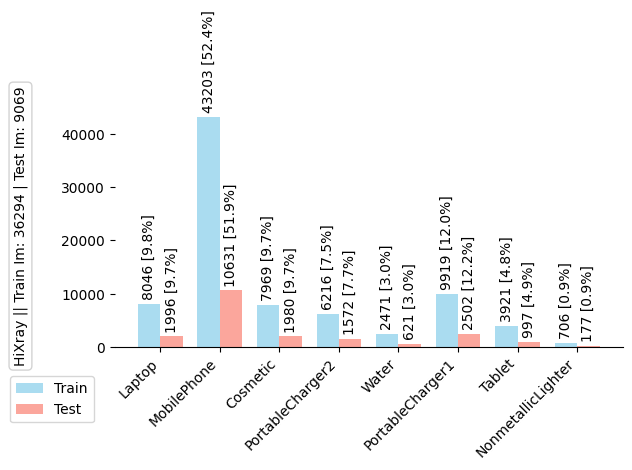 HiXray || Train Im: 36294 | Test Im: 9069
40000
30000
20000
10000
0
8046 [9.8%]
1996 [9.7%]
43203 [52.4%]
10631 [51.9%]
7969 [9.7%]
1980 [9.7%]
6216 [7.5%]
1572 [7.7%]
2471 [3.0%]
621 [3.0%]
9919 [12.0%]
2502 [12.2%]
3921 [4.8%]
997 [4.9%]
706 [0.9%]
177 [0.9%]
Laptop
MobilePhone
Cosmetic
PortableCharger2
Water
PortableCharger1
Tablet
NonmetallicLighter
Train
Test